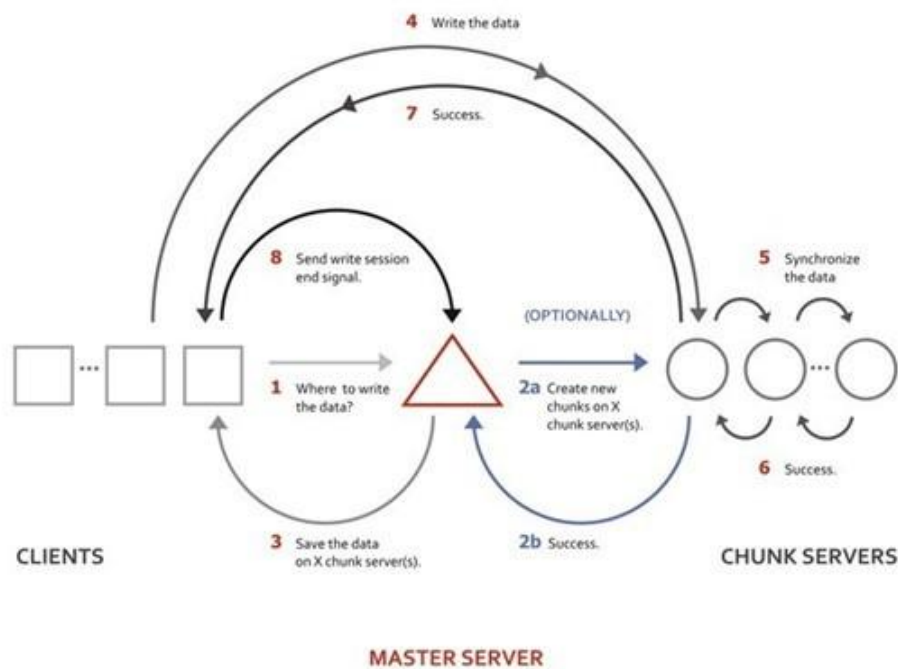 4 Write the data
7 Success.
8 Send write session
end signal.
5 Synchronize
the data
(OPTIONALLY)
...
...
1 Where to write
the data?
2a Create new
chunks on X
chunk server(s).
6 Success.
3 Save the data
on X chunk server(s).
2b Success.
CLIENTS
CHUNK SERVERS
MASTER SERVER